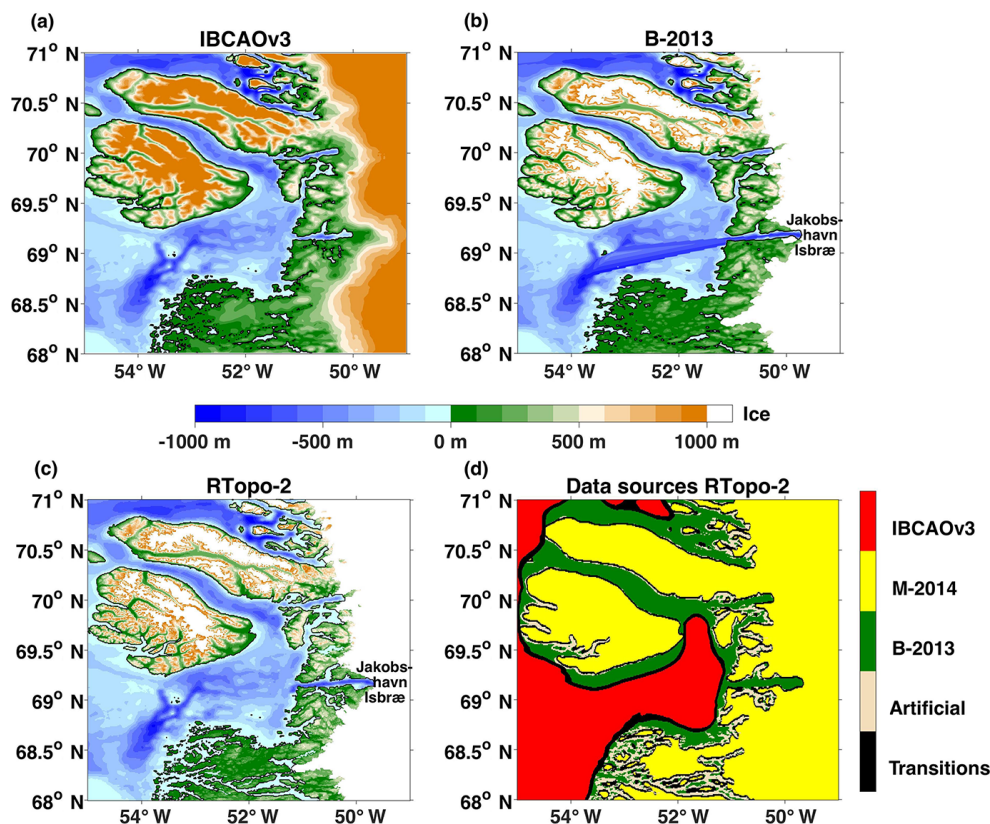 (a)
IBCAOv3
71° N
70.5
70° N
69.5
69° N
68.5
68° N
54° W
52° W
50° W
(b)
B-2013
71° N
70.5
70° N
69.5
69° N
68.5
68° N
Jakobs-
havn
Isbræ
54° W
52° W
50° W
Ice
-1000 m
-500 m
0 m
500 m
1000 m
(c)
RTopo-2
71° N
70.5
70° N
69.5
69° N
68.5
68° N
Jakobs-
havn
Isbræ
54° W
52° W
50° W
(d)
Data sources RTopo-2
71° N
70.5
70° N
69.5
69° N
68.5
68° N
54° W
52° W
50° W
IBCAOv3
M-2014
B-2013
Artificial
Transitions